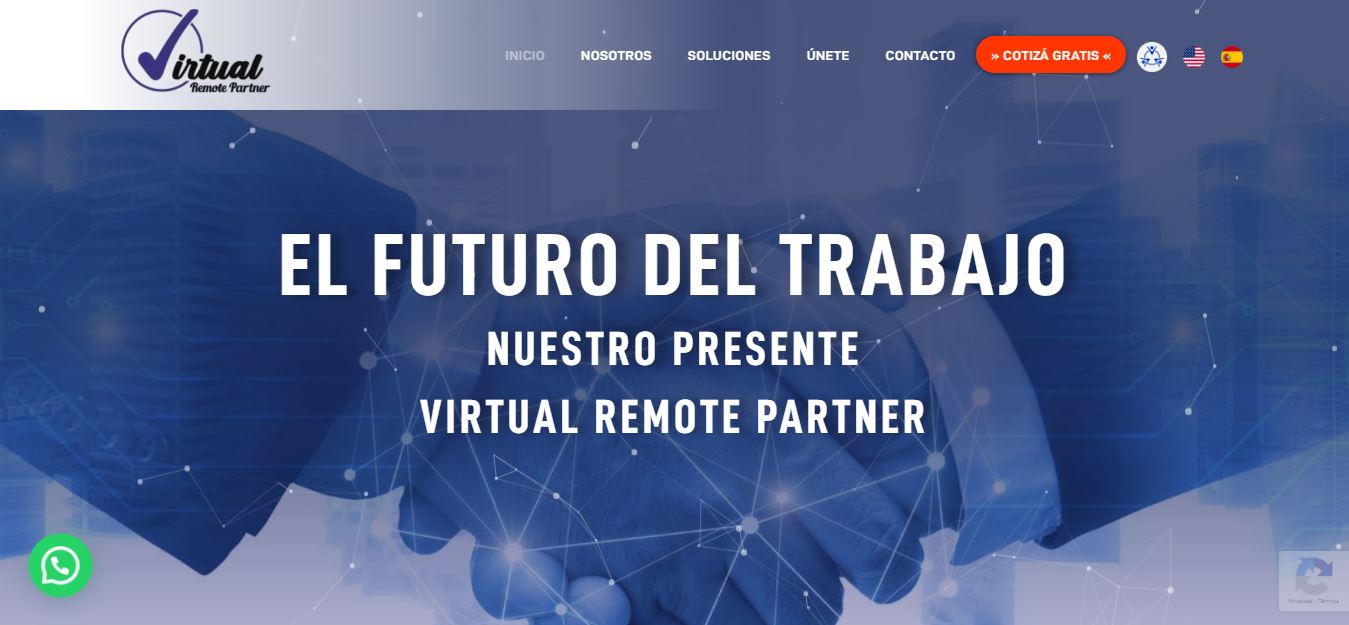 Virtual
Remote Partner
INICIO
NOSOTROS
SOLUCIONES
ÚNETE
CONTACTO
» COTIZÁ GRATIS «
EL FUTURO DEL TRABAJO
NUESTRO PRESENTE
VIRTUAL REMOTE PARTNER
Privacidad - Términos